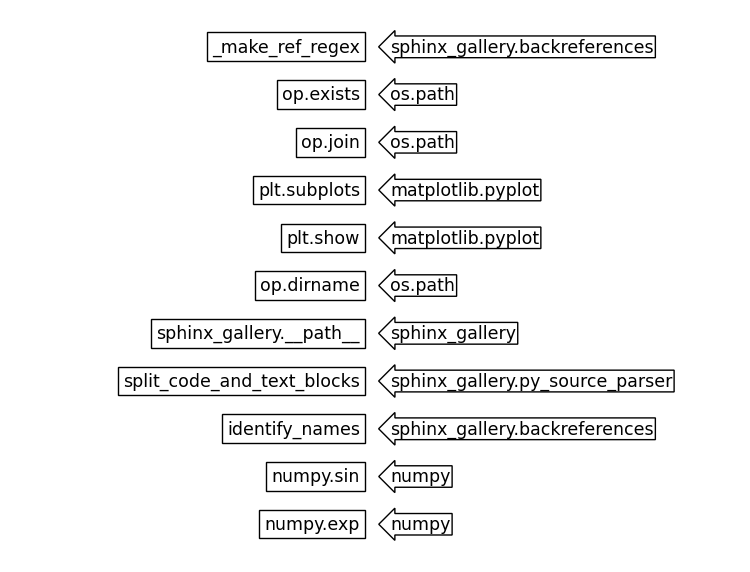 _make_ref_regex sphinx_gallery.backreferences
op.exists os.path
op.join os.path
plt.subplots matplotlib.pyplot
plt.show matplotlib.pyplot
op.dirname os.path
sphinx_gallery.__path__ sphinx_gallery
split_code_and_text_blocks sphinx_gallery.py_source_parser
identify_names sphinx_gallery.backreferences
numpy.sin numpy
numpy.exp numpy